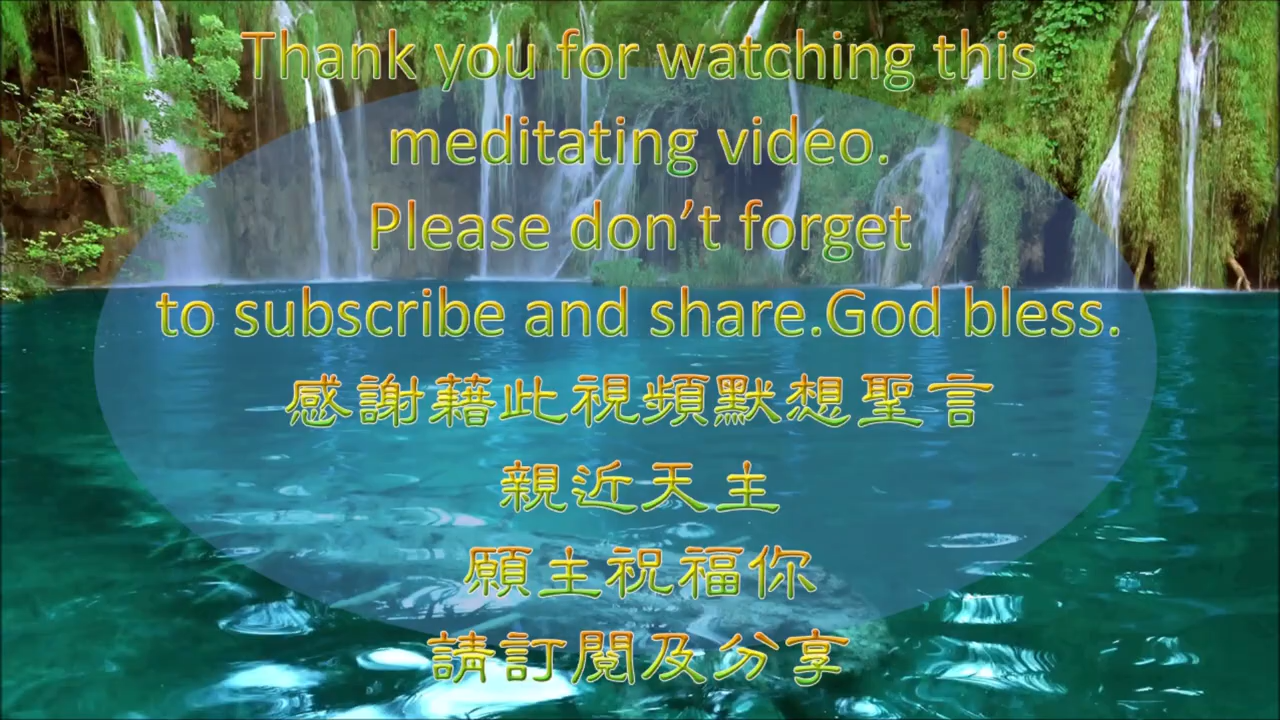 Thank you for watching this
meditating video.
Please don’t forget
to subscribe and share.God bless.
感謝藉此視頻默想聖言
親近天主
願主祝福你
請訂閱及分享